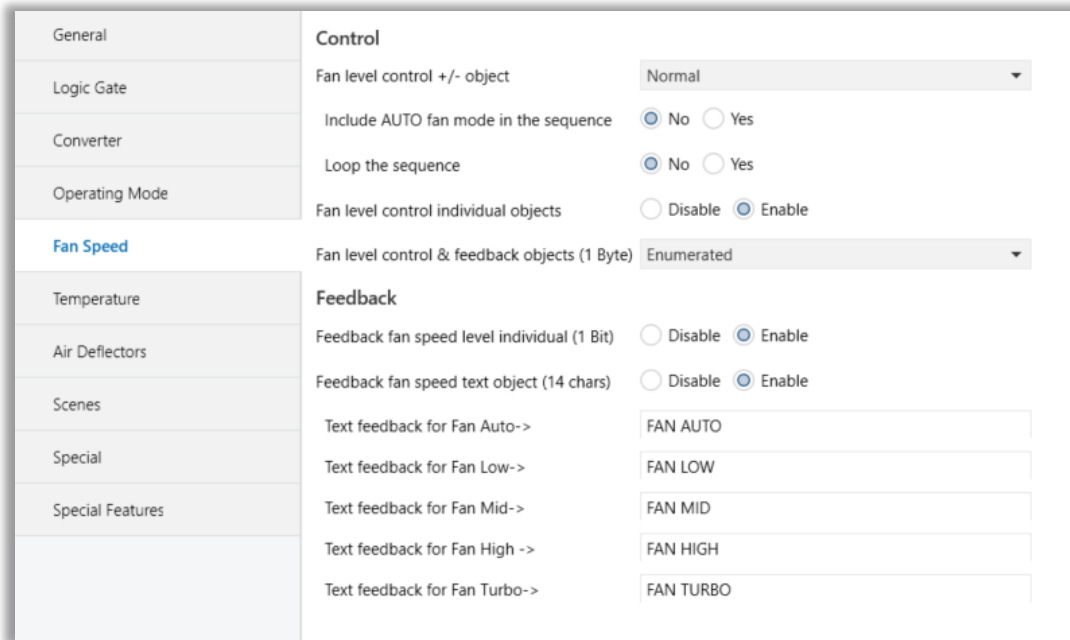 General
Logic Gate
Converter
Operating Mode
Fan Speed
Temperature
Air Deflectors
Scenes
Special
Special Features
Control
Fan level control +/- object Normal
Include AUTO fan mode in the sequence No Yes
Loop the sequence No Yes
Fan level control individual objects Disable Enable
Fan level control & feedback objects (1 Byte) Enumerated
Feedback
Feedback fan speed level individual (1 Bit) Disable Enable
Feedback fan speed text object (14 chars) Disable Enable
Text feedback for Fan Auto-> FAN AUTO
Text feedback for Fan Low-> FAN LOW
Text feedback for Fan Mid-> FAN MID
Text feedback for Fan High -> FAN HIGH
Text feedback for Fan Turbo-> FAN TURBO